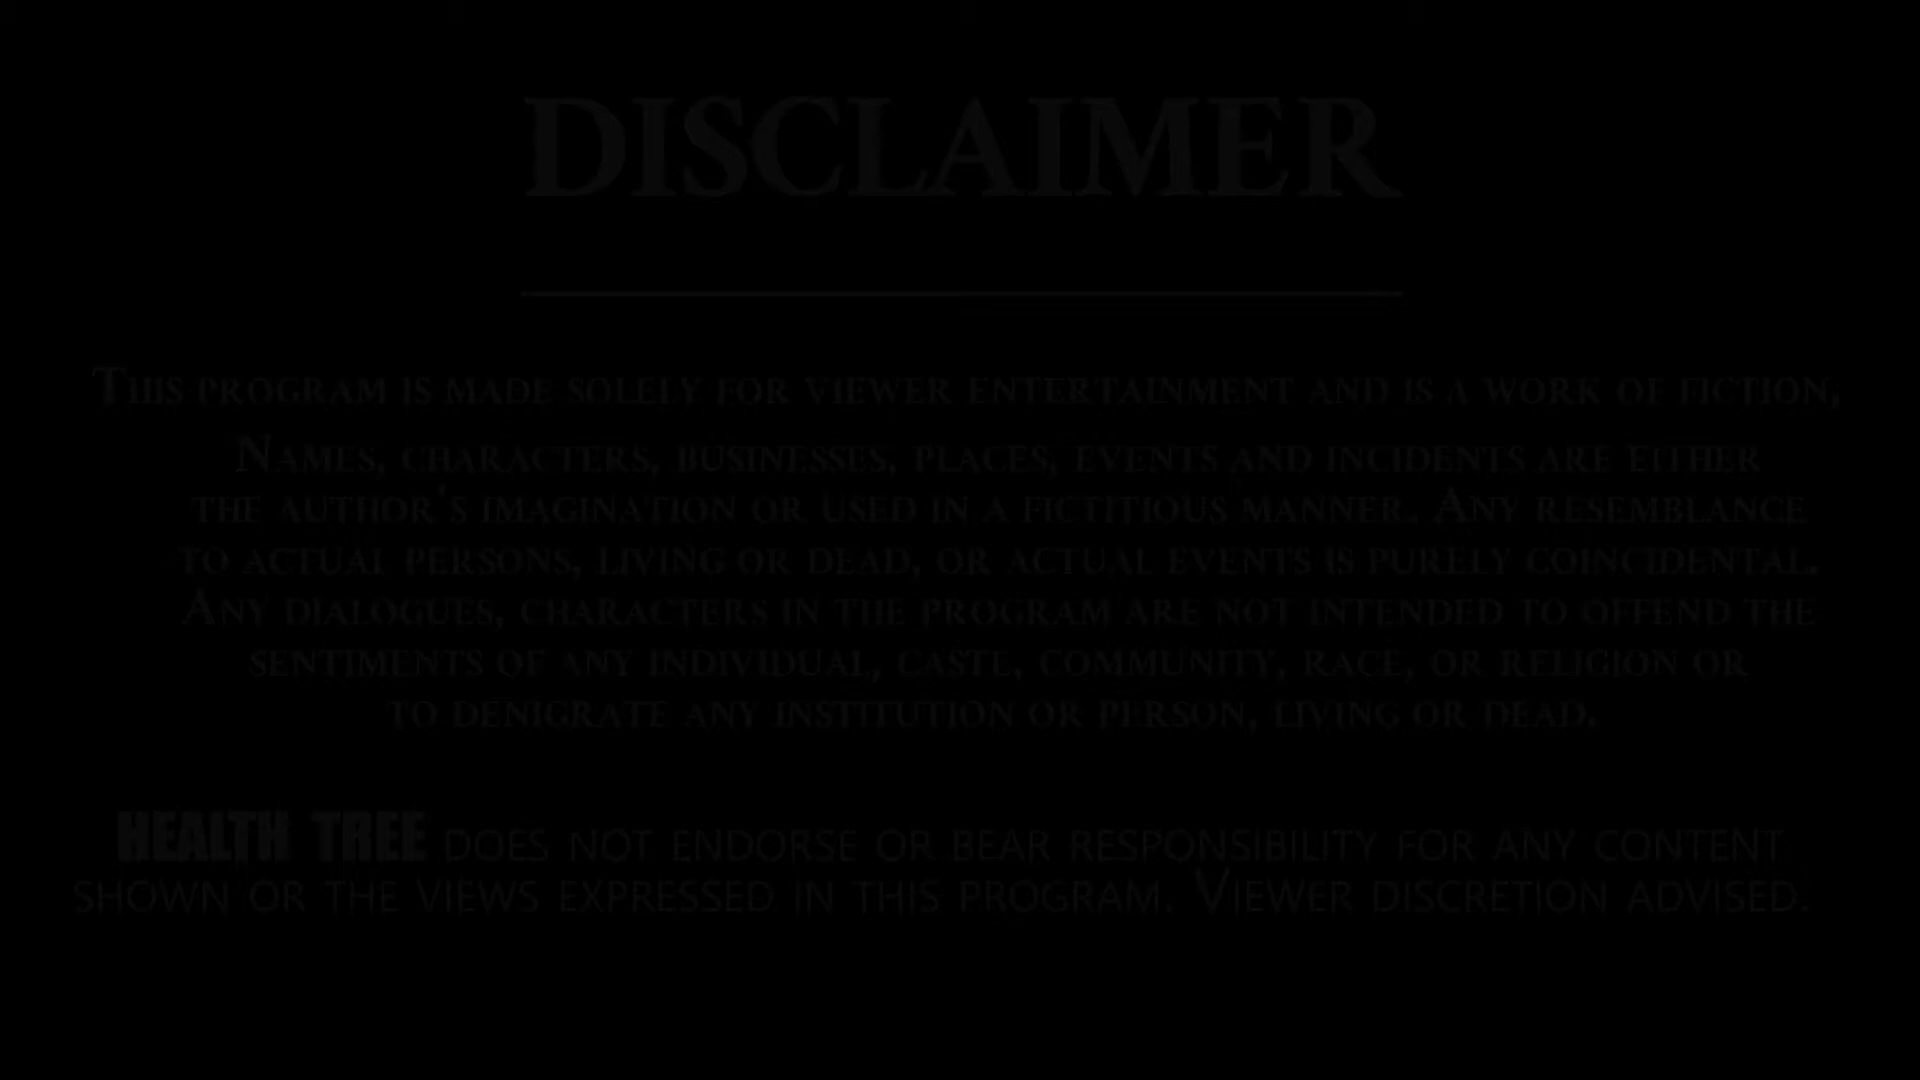 DISCLAIMER
THIS PROGRAM IS MADE SOLELY FOR VIEWER ENTERTAINMENT AND IS A WORK OF FICTION,
NAMES, CHARACTERS, BUSINESSES, PLACES, EVENTS AND INCIDENTS ARE EITHER
THE AUTHOR'S IMAGINATION OR USED IN A FICTITIOUS MANNER. ANY RESEMBLANCE
TO ACTUAL PERSONS, LIVING OR DEAD, OR ACTUAL EVENTS IS PURELY COINCIDENTAL.
ANY DIALOGUES, CHARACTERS IN THE PROGRAM ARE NOT INTENDED TO OFFEND THE
SENTIMENTS OF ANY INDIVIDUAL, CASTE, COMMUNITY, RACE, OR RELIGION OR
TO DENIGRATE ANY INSTITUTION OR PERSON, LIVING OR DEAD.
HEALTH TREE DOES NOT ENDORSE OR BEAR RESPONSIBILITY FOR ANY CONTENT
SHOWN OR THE VIEWS EXPRESSED IN THIS PROGRAM. VIEWER DISCRETION ADVISED.